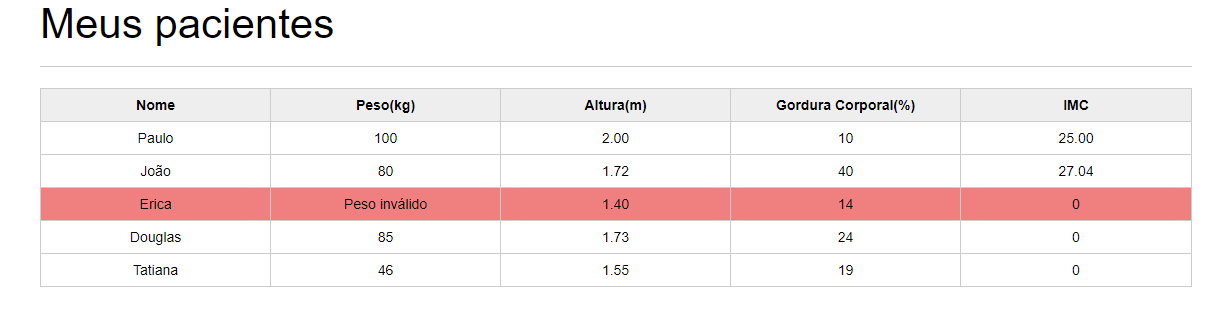 Meus pacientes
Nome Peso(kg) Altura(m) Gordura Corporal(%) IMC
Paulo 100 2.00 10 25.00
João 80 1.72 40 27.04
Erica Peso inválido 1.40 14 0
Douglas 85 1.73 24 0
Tatiana 46 1.55 19 0